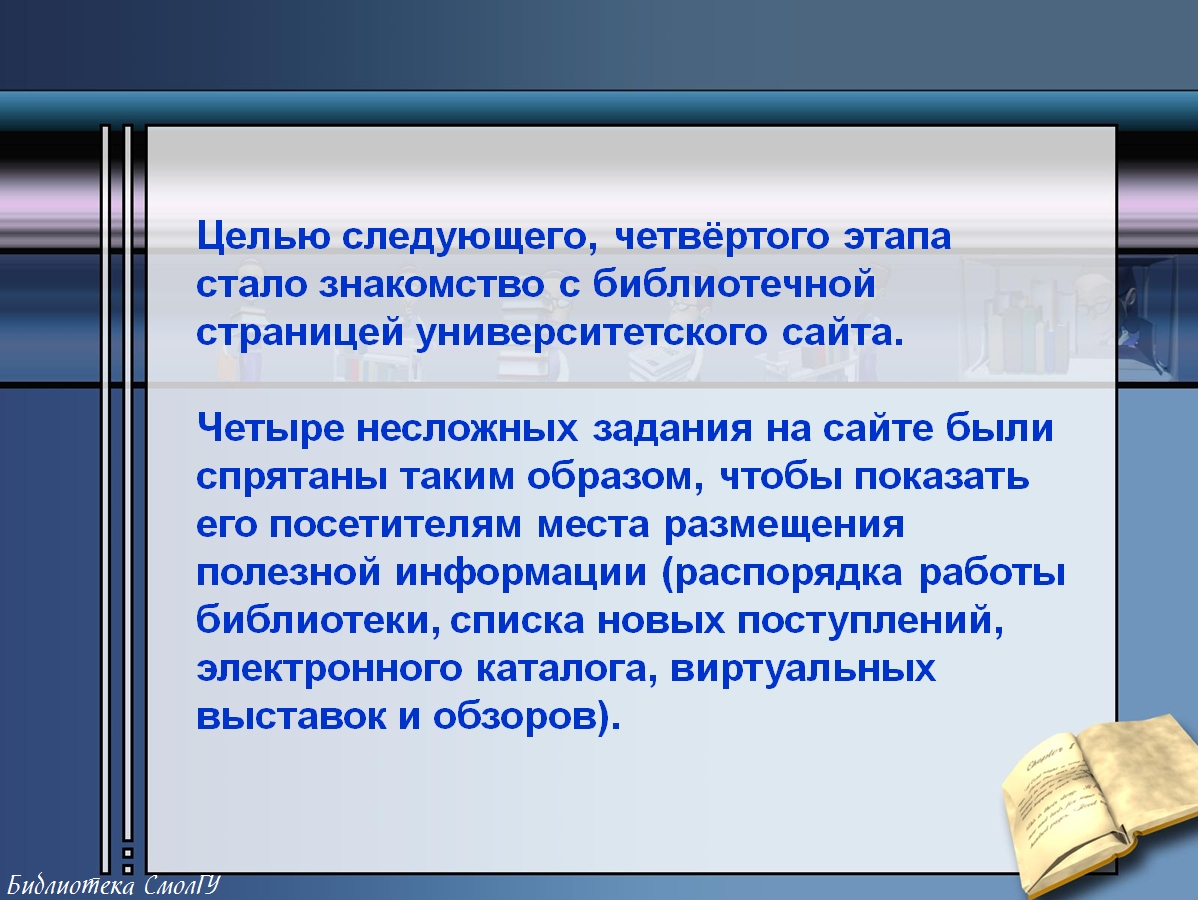 Целью следующего, четвёртого этапа
стало знакомство с библиотечной
страницей университетского сайта.
Четыре несложных задания на сайте были
спрятаны таким образом, чтобы показать
его посетителям места размещения
полезной информации (распорядка работы
библиотеки, списка новых поступлений,
электронного каталога, виртуальных
выставок и обзоров).
Chapter 1
Библиотека СмолГУ